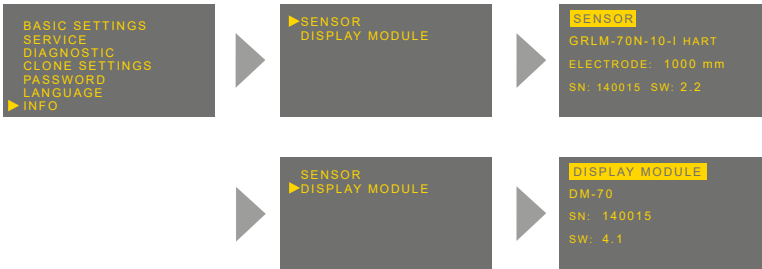 BASIC SETTINGS
SERVICE
DIAGNOSTIC
CLONE SETTINGS
PASSWORD
LANGUAGE
INFO
SENSOR
DISPLAY MODULE
SENSOR
GRLM-70N-10-I HART
ELECTRODE: 1000 mm
SN: 140015 SW: 2.2
SENSOR
DISPLAY MODULE
DISPLAY MODULE
DM-70
SN: 140015
SW: 4.1